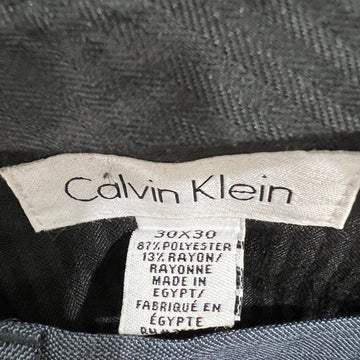 Calvin Klein
30X30
87% POLYESTER
13% RAYON/
RAYONNE
MADE IN
EGYPT/
FABRIQUÉ EN
ÉGYPTE